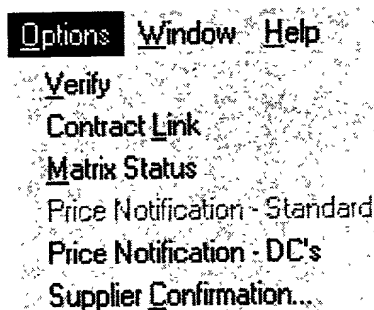 Options Window Help
Verify
Contract Link
Matrix Status
Price Notification - Standard
Price Notification - DC's
Supplier Confirmation...